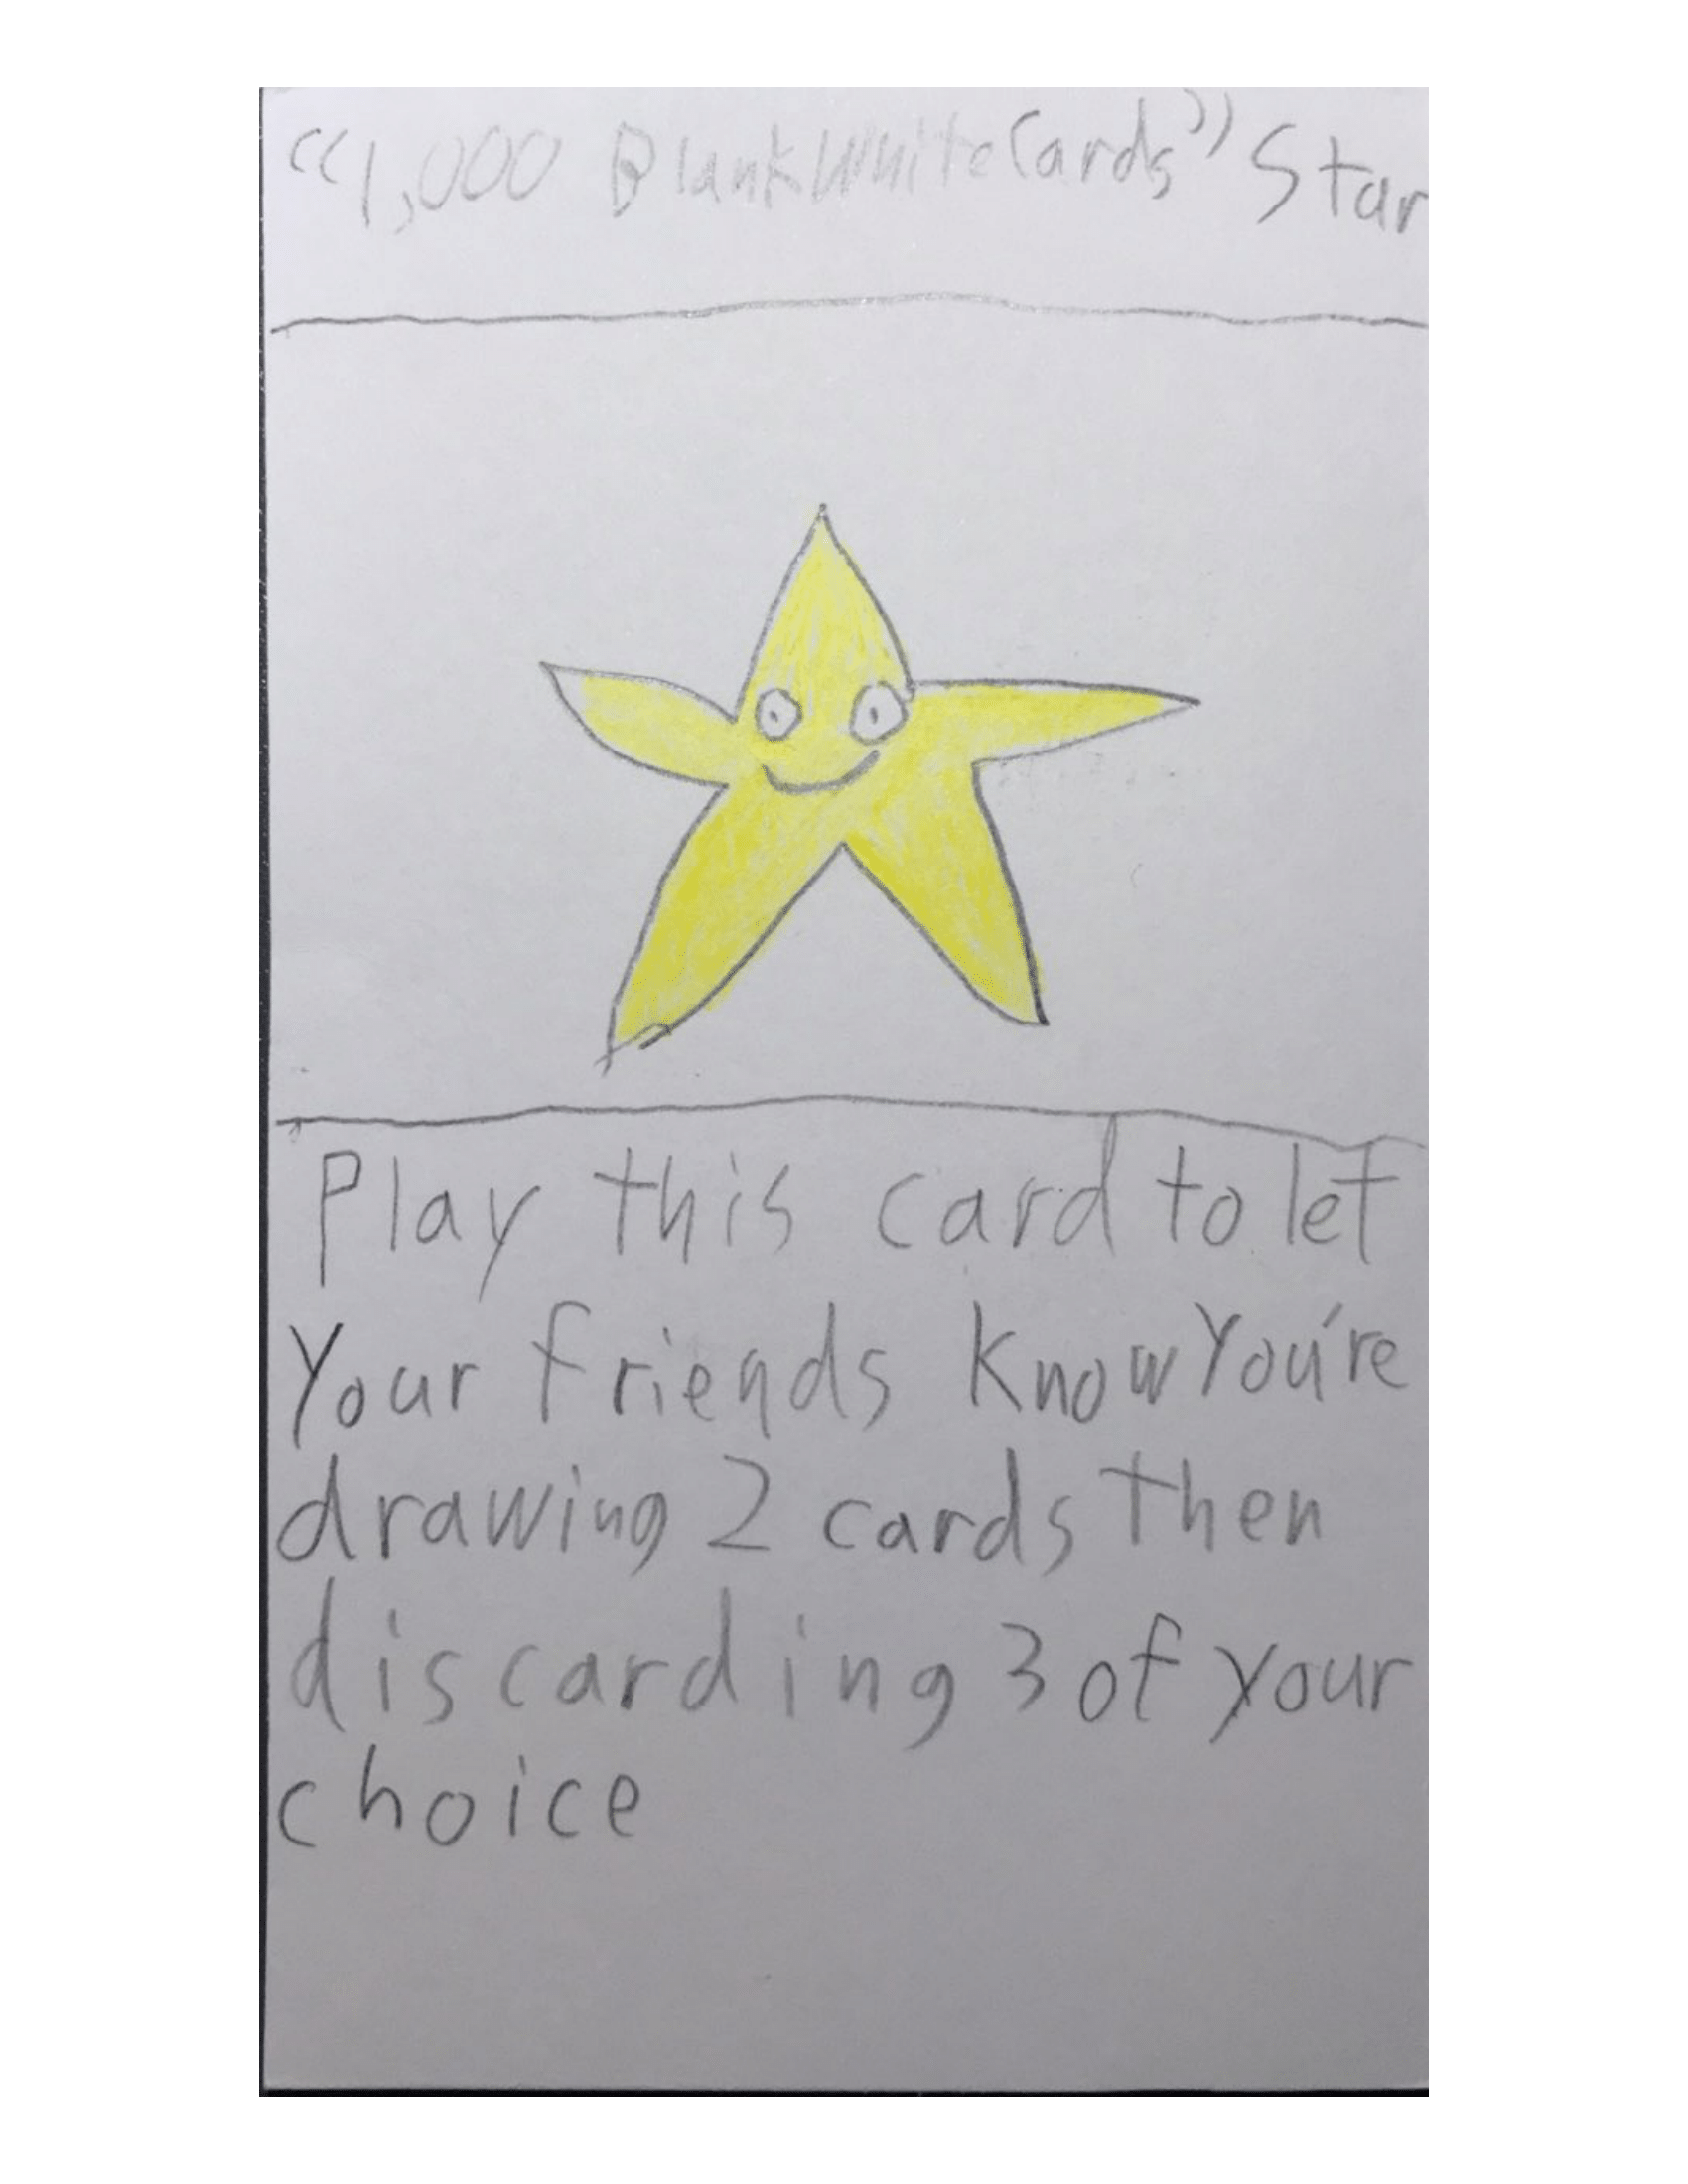 "1,000 Blank White Cards" Star
Play this card to let
Your friends know You're
drawing 2 cards then
discarding 3 of your
choice